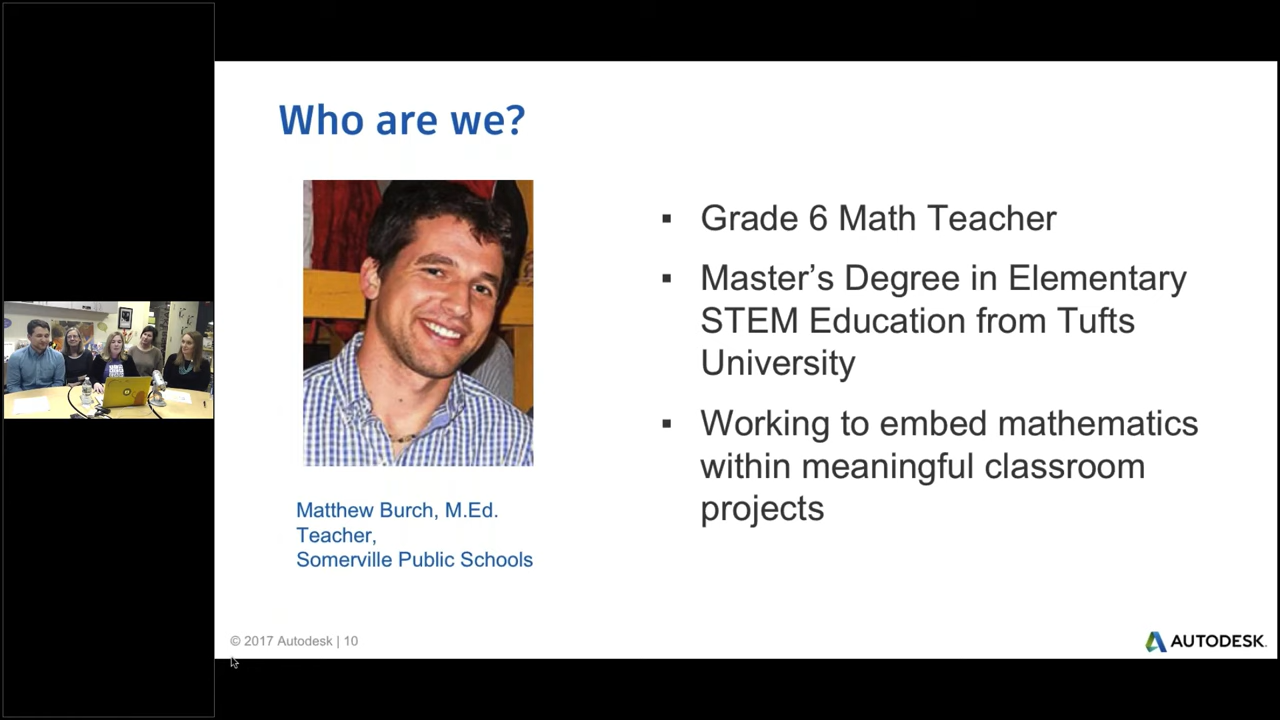 Who are we?
▪ Grade 6 Math Teacher
▪ Master’s Degree in Elementary
STEM Education from Tufts
University
▪ Working to embed mathematics
within meaningful classroom
projects
Matthew Burch, M.Ed.
Teacher,
Somerville Public Schools
© 2017 Autodesk | 10
AUTODESK.